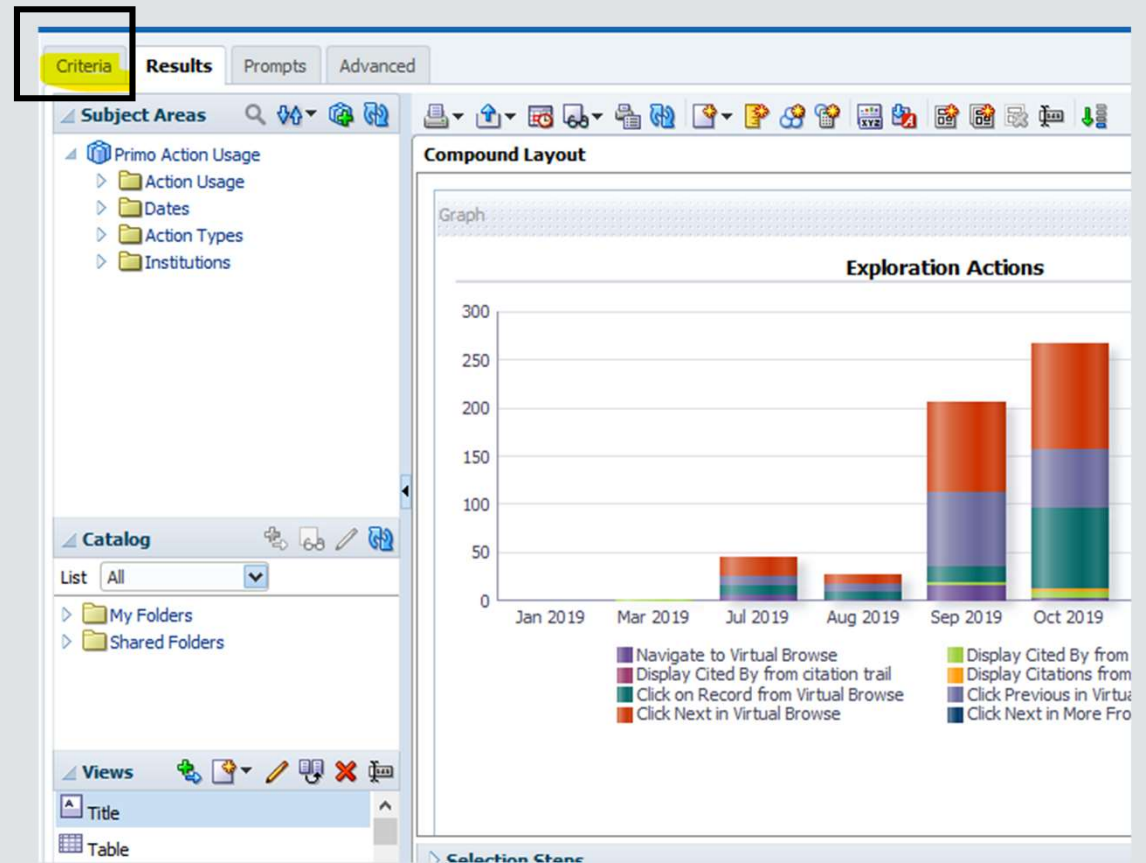 Criteria Results Prompts Advanced
Subject Areas
Primo Action Usage
Action Usage
Dates
Action Types
Institutions
Catalog
List All
My Folders
Shared Folders
Views
Title
Table
Compound Layout
Graph
Exploration Actions
300
250
200
150
100
50
0
Jan 2019 Mar 2019 Jul 2019 Aug 2019 Sep 2019 Oct 2019
Navigate to Virtual Browse Display Cited By from
Display Cited By from citation trail Display Citations from
Click on Record from Virtual Browse Click Previous in Virtua
Click Next in Virtual Browse Click Next in More Fro
Selection Steps